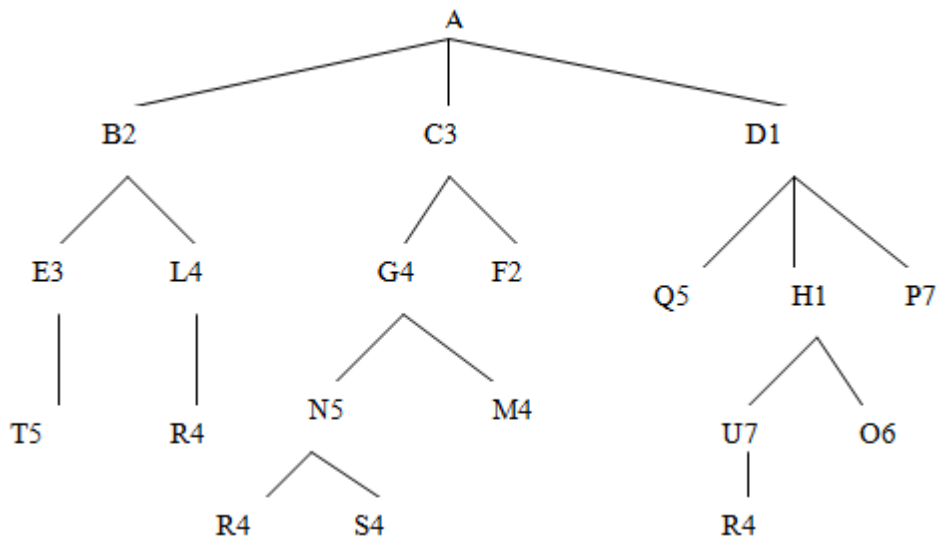 A
B2 C3 D1
E3 L4 G4 F2 Q5 H1 P7
T5 R4 N5 M4 U7 O6
R4 S4 R4